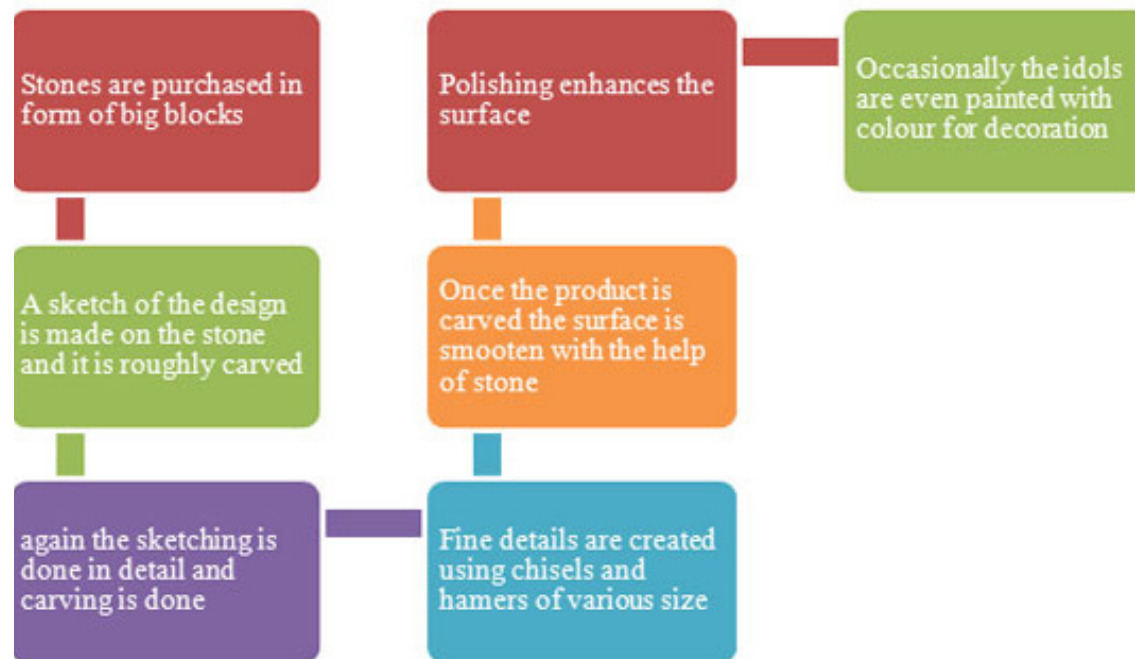 Stones are purchased in
form of big blocks
A sketch of the design
is made on the stone
and it is roughly carved
again the sketching is
done in detail and
carving is done
Fine details are created
using chisels and
hamers of various size
Once the product is
carved the surface is
smooten with the help
of stone
Polishing enhances the
surface
Occasionally the idols
are even painted with
colour for decoration